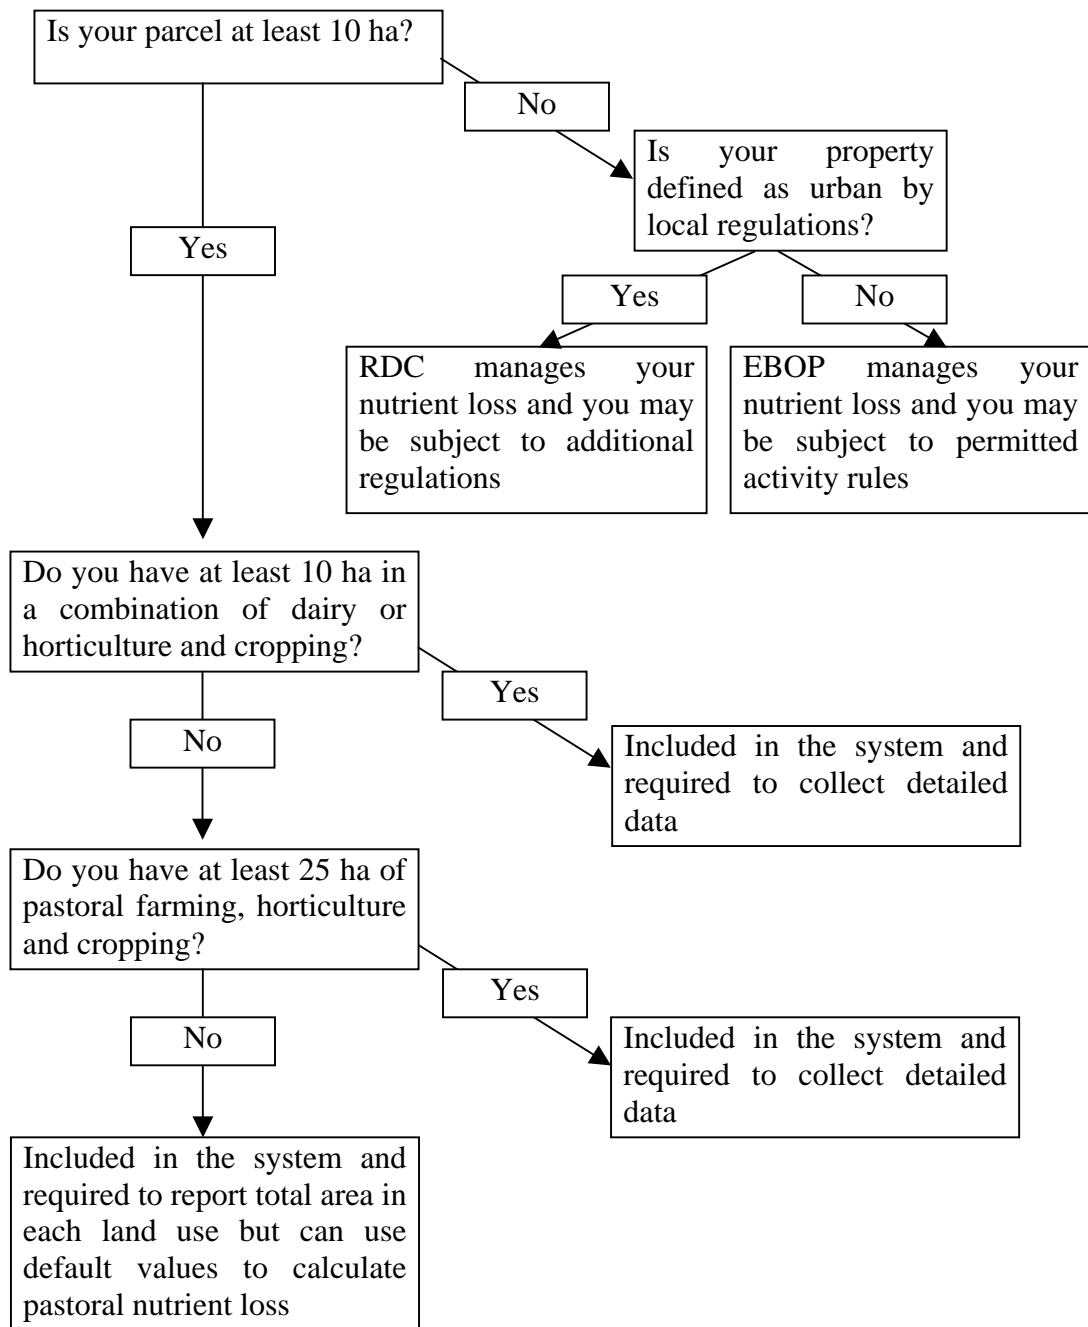 Is your parcel at least 10 ha?
No
Is your property
defined as urban by
local regulations?
Yes
Yes
No
RDC manages your
nutrient loss and you may
be subject to additional
regulations
EBOP manages your
nutrient loss and you may
be subject to permitted
activity rules
Do you have at least 10 ha in
a combination of dairy or
horticulture and cropping?
Yes
No
Included in the system and
required to collect detailed
data
Do you have at least 25 ha of
pastoral farming, horticulture
and cropping?
Yes
No
Included in the system and
required to collect detailed
data
Included in the system and
required to report total area in
each land use but can use
default values to calculate
pastoral nutrient loss